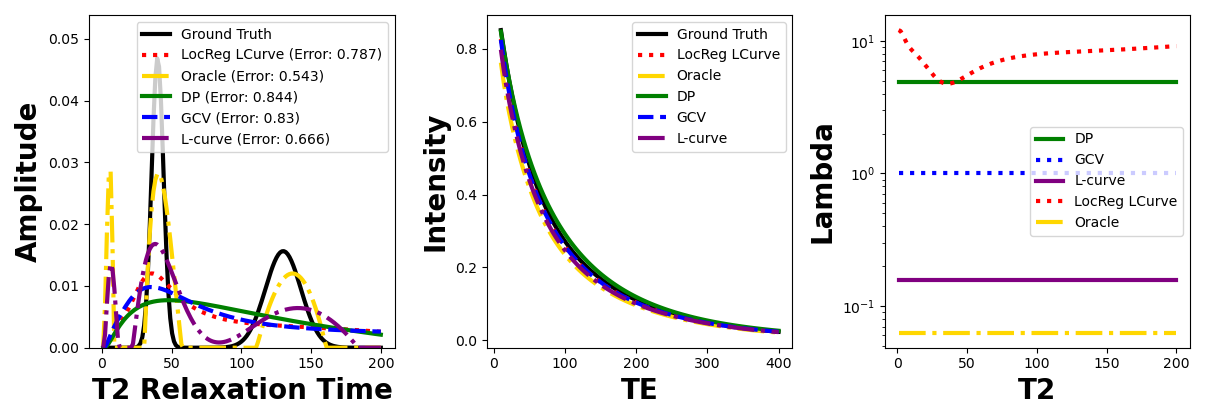 Amplitude
0.05
0.04
0.03
0.02
0.01
0.00
Ground Truth
LocReg LCurve (Error: 0.787)
Oracle (Error: 0.543)
DP (Error: 0.844)
GCV (Error: 0.83)
L-curve (Error: 0.666)
0 50 100 150 200
T2 Relaxation Time
Intensity
0.8
0.6
0.4
0.2
0.0
Ground Truth
LocReg LCurve
Oracle
DP
GCV
L-curve
0 100 200 300 400
TE
Lambda
10¹
10⁰
10⁻¹
DP
GCV
L-curve
LocReg LCurve
Oracle
0 50 100 150 200
T2